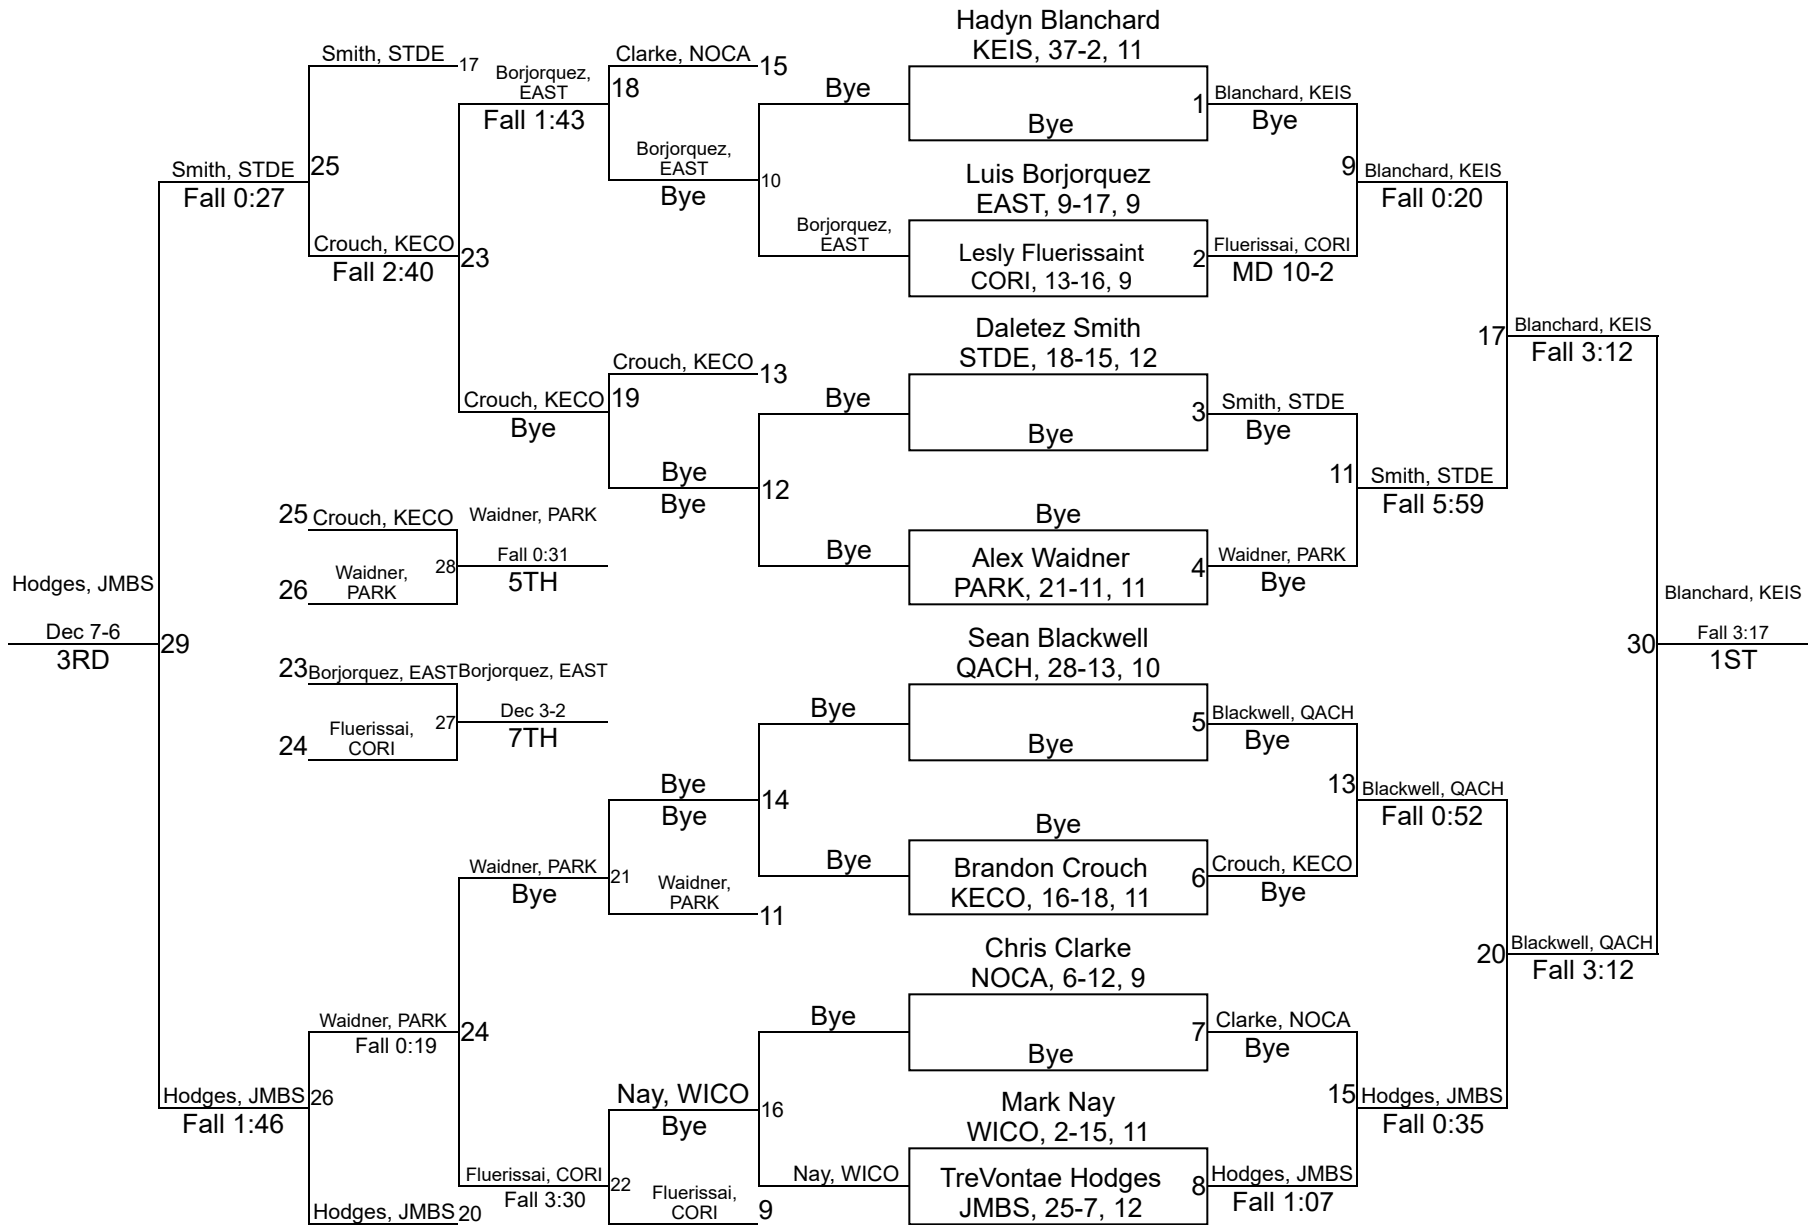 Hadyn Blanchard
KEIS, 37-2, 11
Smith, STDE
17
Borjorquez,
EAST
Fall 1:43
Clarke, NOCA
15
18
Bye
Bye
1
Blanchard, KEIS
Bye
Borjorquez,
EAST
Bye
10
Smith, STDE
Fall 0:27
25
Luis Borjorquez
EAST, 9-17, 9
9
Blanchard, KEIS
Fall 0:20
Crouch, KECO
Fall 2:40
23
Borjorquez,
EAST
Lesly Fluerissaint
CORI, 13-16, 9
2
Fluerissai, CORI
MD 10-2
Daletez Smith
STDE, 18-15, 12
17
Blanchard, KEIS
Fall 3:12
Crouch, KECO
13
Crouch, KECO
Bye
19
Bye
Bye
3
Smith, STDE
Bye
Bye
Bye
12
11
Smith, STDE
Fall 5:59
25
Crouch, KECO
Waidner, PARK
Bye
26
Waidner,
PARK
28
Fall 0:31
5TH
Bye
Alex Waidner
PARK, 21-11, 11
4
Waidner, PARK
Bye
Hodges, JMBS
Dec 7-6
3RD
29
Blanchard, KEIS
30
Fall 3:17
1ST
Sean Blackwell
QACH, 28-13, 10
23
Borjorquez, EAST
Borjorquez, EAST
24
Fluerissai,
CORI
27
Dec 3-2
7TH
Bye
Bye
5
Blackwell, QACH
Bye
Bye
Bye
14
13
Blackwell, QACH
Fall 0:52
Bye
Waidner, PARK
Bye
21
Waidner,
PARK
11
Bye
Brandon Crouch
KECO, 16-18, 11
6
Crouch, KECO
Bye
Chris Clarke
NOCA, 6-12, 9
20
Blackwell, QACH
Fall 3:12
Waidner, PARK
Fall 0:19
24
Bye
Bye
7
Clarke, NOCA
Bye
Hodges, JMBS
Fall 1:46
26
Nay, WICO
Bye
16
Mark Nay
WICO, 2-15, 11
15
Hodges, JMBS
Fall 0:35
Fluerissai, CORI
Fall 3:30
22
Fluerissai,
CORI
9
Nay, WICO
TreVontae Hodges
JMBS, 25-7, 12
8
Hodges, JMBS
Fall 1:07
Hodges, JMBS
20